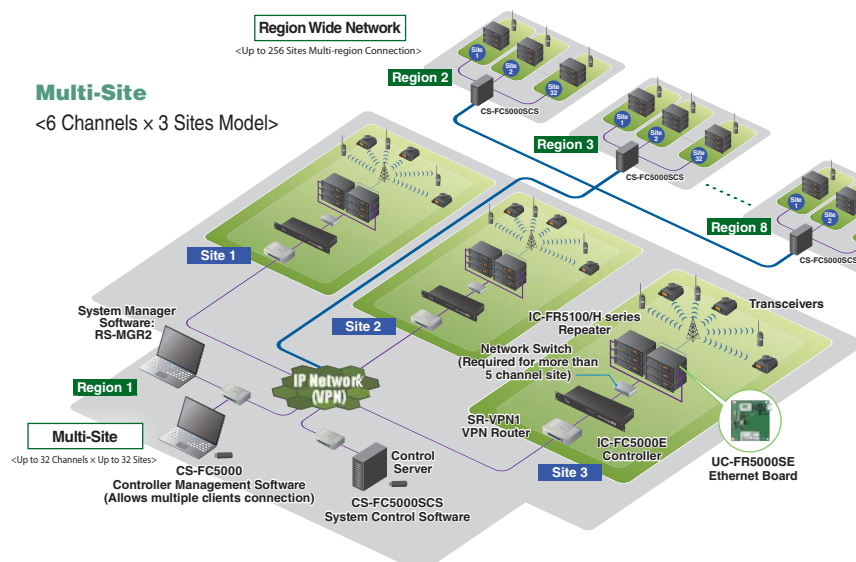 Region Wide Network
<Up to 256 Sites Multi-region Connection>
Multi-Site
<6 Channels × 3 Sites Model>
Region 2
Site
1
Site
2
Site
32
CS-FC5000SCS
Region 3
Site
1
Site
2
Site
32
CS-FC5000SCS
Region 8
Site
1
Site
2
CS-FC5000SCS
Site 1
Site 2
System Manager
Software:
RS-MGR2
Region 1
IP Network
(VPN)
Multi-Site
<Up to 32 Channels × Up to 32 Sites>
CS-FC5000
Controller Management Software
(Allows multiple clients connection)
Control
Server
CS-FC5000SCS
System Control Software
Transceivers
IC-FR5100/H series
Repeater
Network Switch
(Required for more than
5 channel site)
SR-VPN1
VPN Router
IC-FC5000E
Controller
Site 3
UC-FR5000SE
Ethernet Board